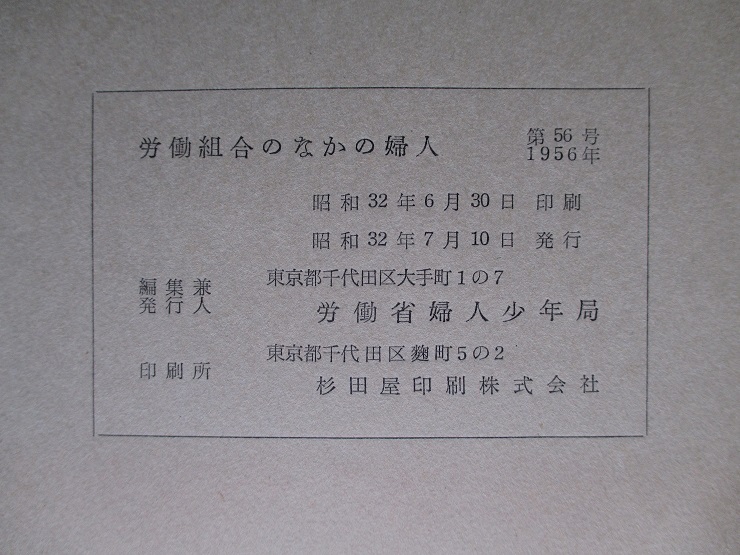 労働組合のなかの婦人
第56号
1956年
昭和32年6月30日 印刷
昭和32年7月10日 発行
編集兼
発行人
東京都千代田区大手町1の7
労働省婦人少年局
印刷所
東京都千代田区麹町5の2
杉田屋印刷株式会社